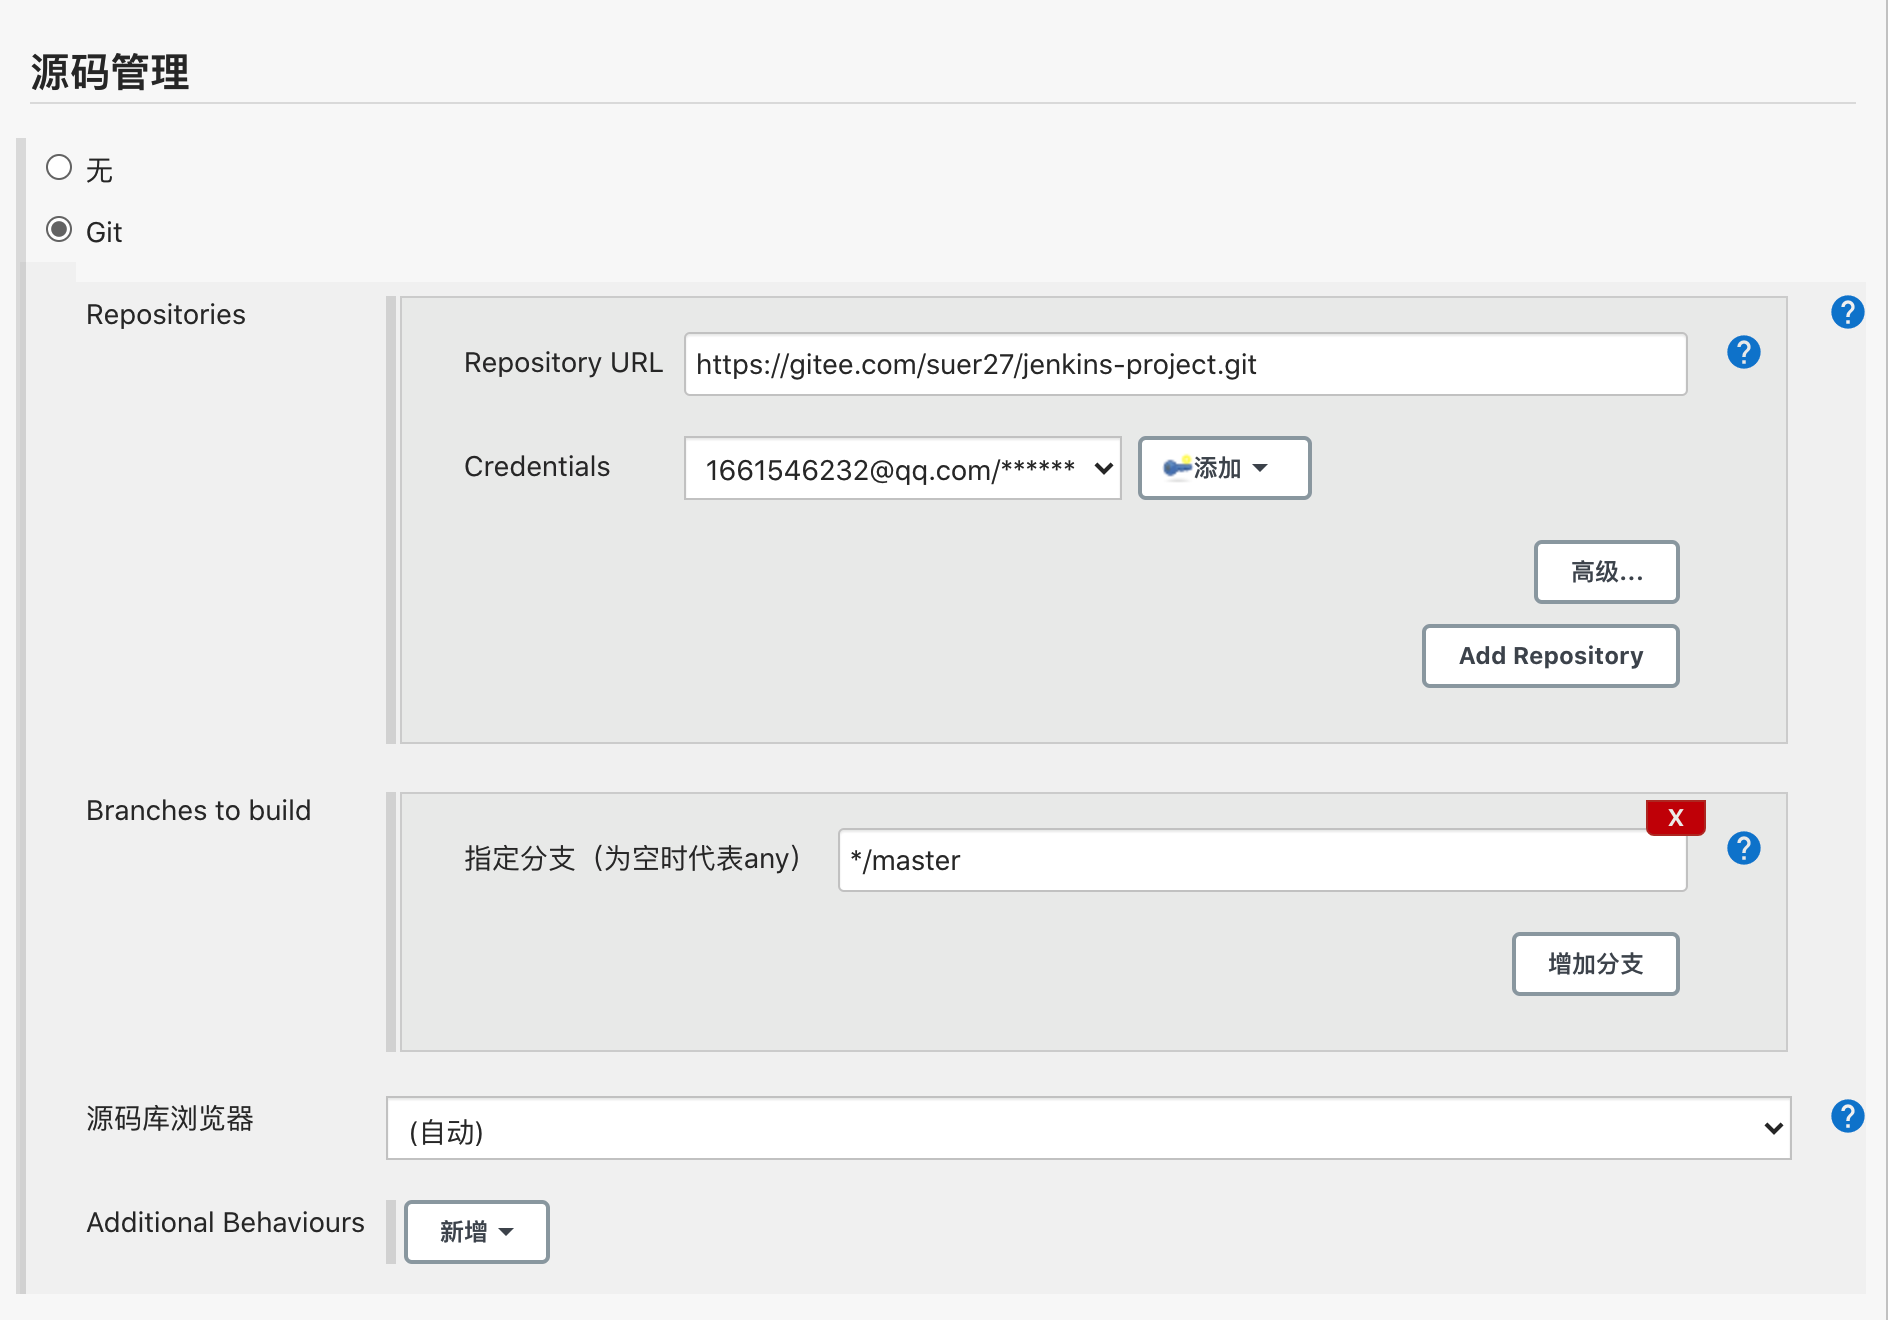 源码管理
无
Git
Repositories
?
Repository URL
https://gitee.com/suer27/jenkins-project.git
?
Credentials
1661546232@qq.com/******
添加
高级...
Add Repository
Branches to build
X
指定分支（为空时代表any）
*/master
?
增加分支
源码库浏览器
(自动)
?
Additional Behaviours
新增